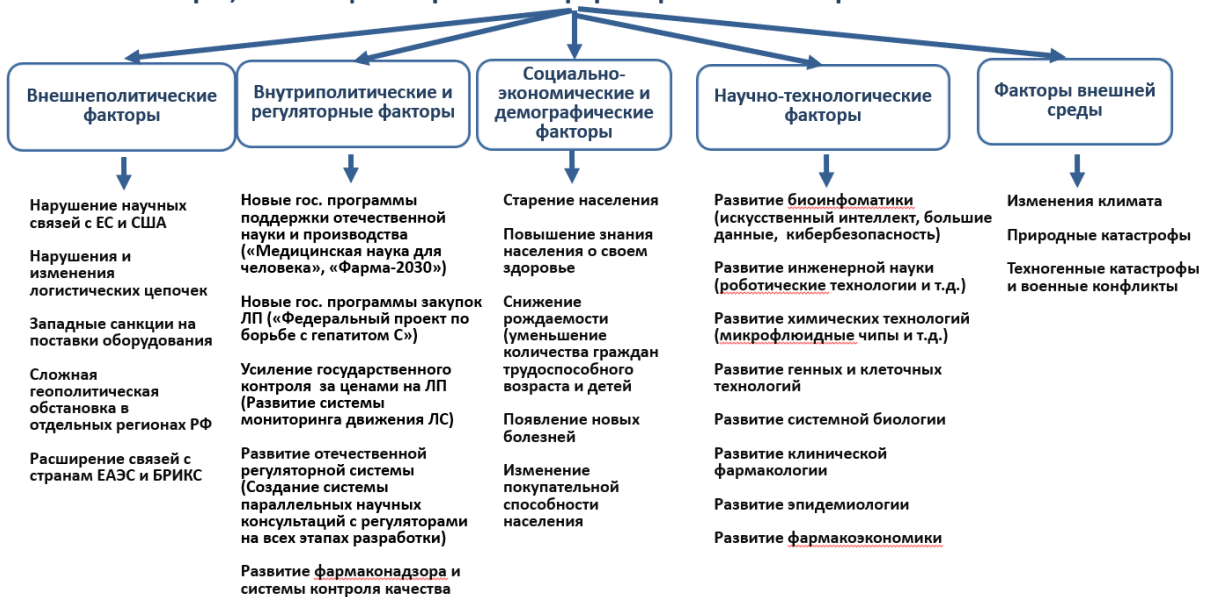 Внешнеполитические
факторы
Нарушение научных
связей с ЕС и США
Нарушения и
изменения
логистических цепочек
Западные санкции на
поставки оборудования
Сложная
геополитическая
обстановка в
отдельных регионах РФ
Расширение связей с
странам ЕАЭС и БРИКС
Внутриполитические и
регуляторные факторы
Новые гос. программы
поддержки отечественной
науки и производства
(«Медицинская наука для
человека», «Фарма-2030»)
Новые гос. программы закупок
ЛП («Федеральный проект по
борьбе с гепатитом С»)
Усиление государственного
контроля за ценами на ЛП
(Развитие системы
мониторинга движения ЛС)
Развитие отечественной
регуляторной системы
(Создание системы
параллельных научных
консультаций с регуляторами
на всех этапах разработки)
Развитие фармаконадзора и
системы контроля качества
Социально-
экономические и
демографические
факторы
Старение населения
Повышение знания
населения о своем
здоровье
Снижение
рождаемости
(уменьшение
количества граждан
трудоспособного
возраста и детей
Появление новых
болезней
Изменение
покупательной
способности
населения
Научно-технологические
факторы
Развитие биоинфоматики
(искусственный интеллект, большие
данные, кибербезопасность)
Развитие инженерной науки
(роботические технологии и т.д.)
Развитие химических технологий
(микрофлюидные чипы и т.д.)
Развитие генных и клеточных
технологий
Развитие системной биологии
Развитие клинической
фармакологии
Развитие эпидемиологии
Развитие фармакоэкономики
Факторы внешней
среды
Изменения климата
Природные катастрофы
Техногенные катастрофы
и военные конфликты